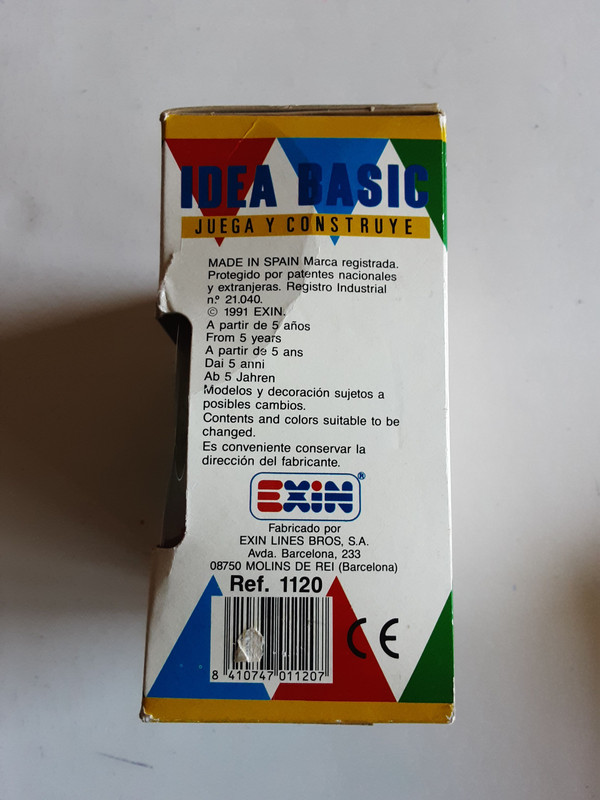 IDEA BASIC
JUEGA Y CONSTRUYE
MADE IN SPAIN Marca registrada.
Protegido por patentes nacionales
y extranjeras. Registro Industrial
n.º 21.040.
© 1991 EXIN.
A partir de 5 años
From 5 years
A partir de 5 ans
Dai 5 anni
Ab 5 Jahren
Modelos y decoración sujetos a
posibles cambios.
Contents and colors suitable to be
changed.
Es conveniente conservar la
dirección del fabricante.
EXIN®
Fabricado por
EXIN LINES BROS, S.A.
Avda. Barcelona, 233
08750 MOLINS DE REI (Barcelona)
Ref. 1120
CE
8 410747 011207